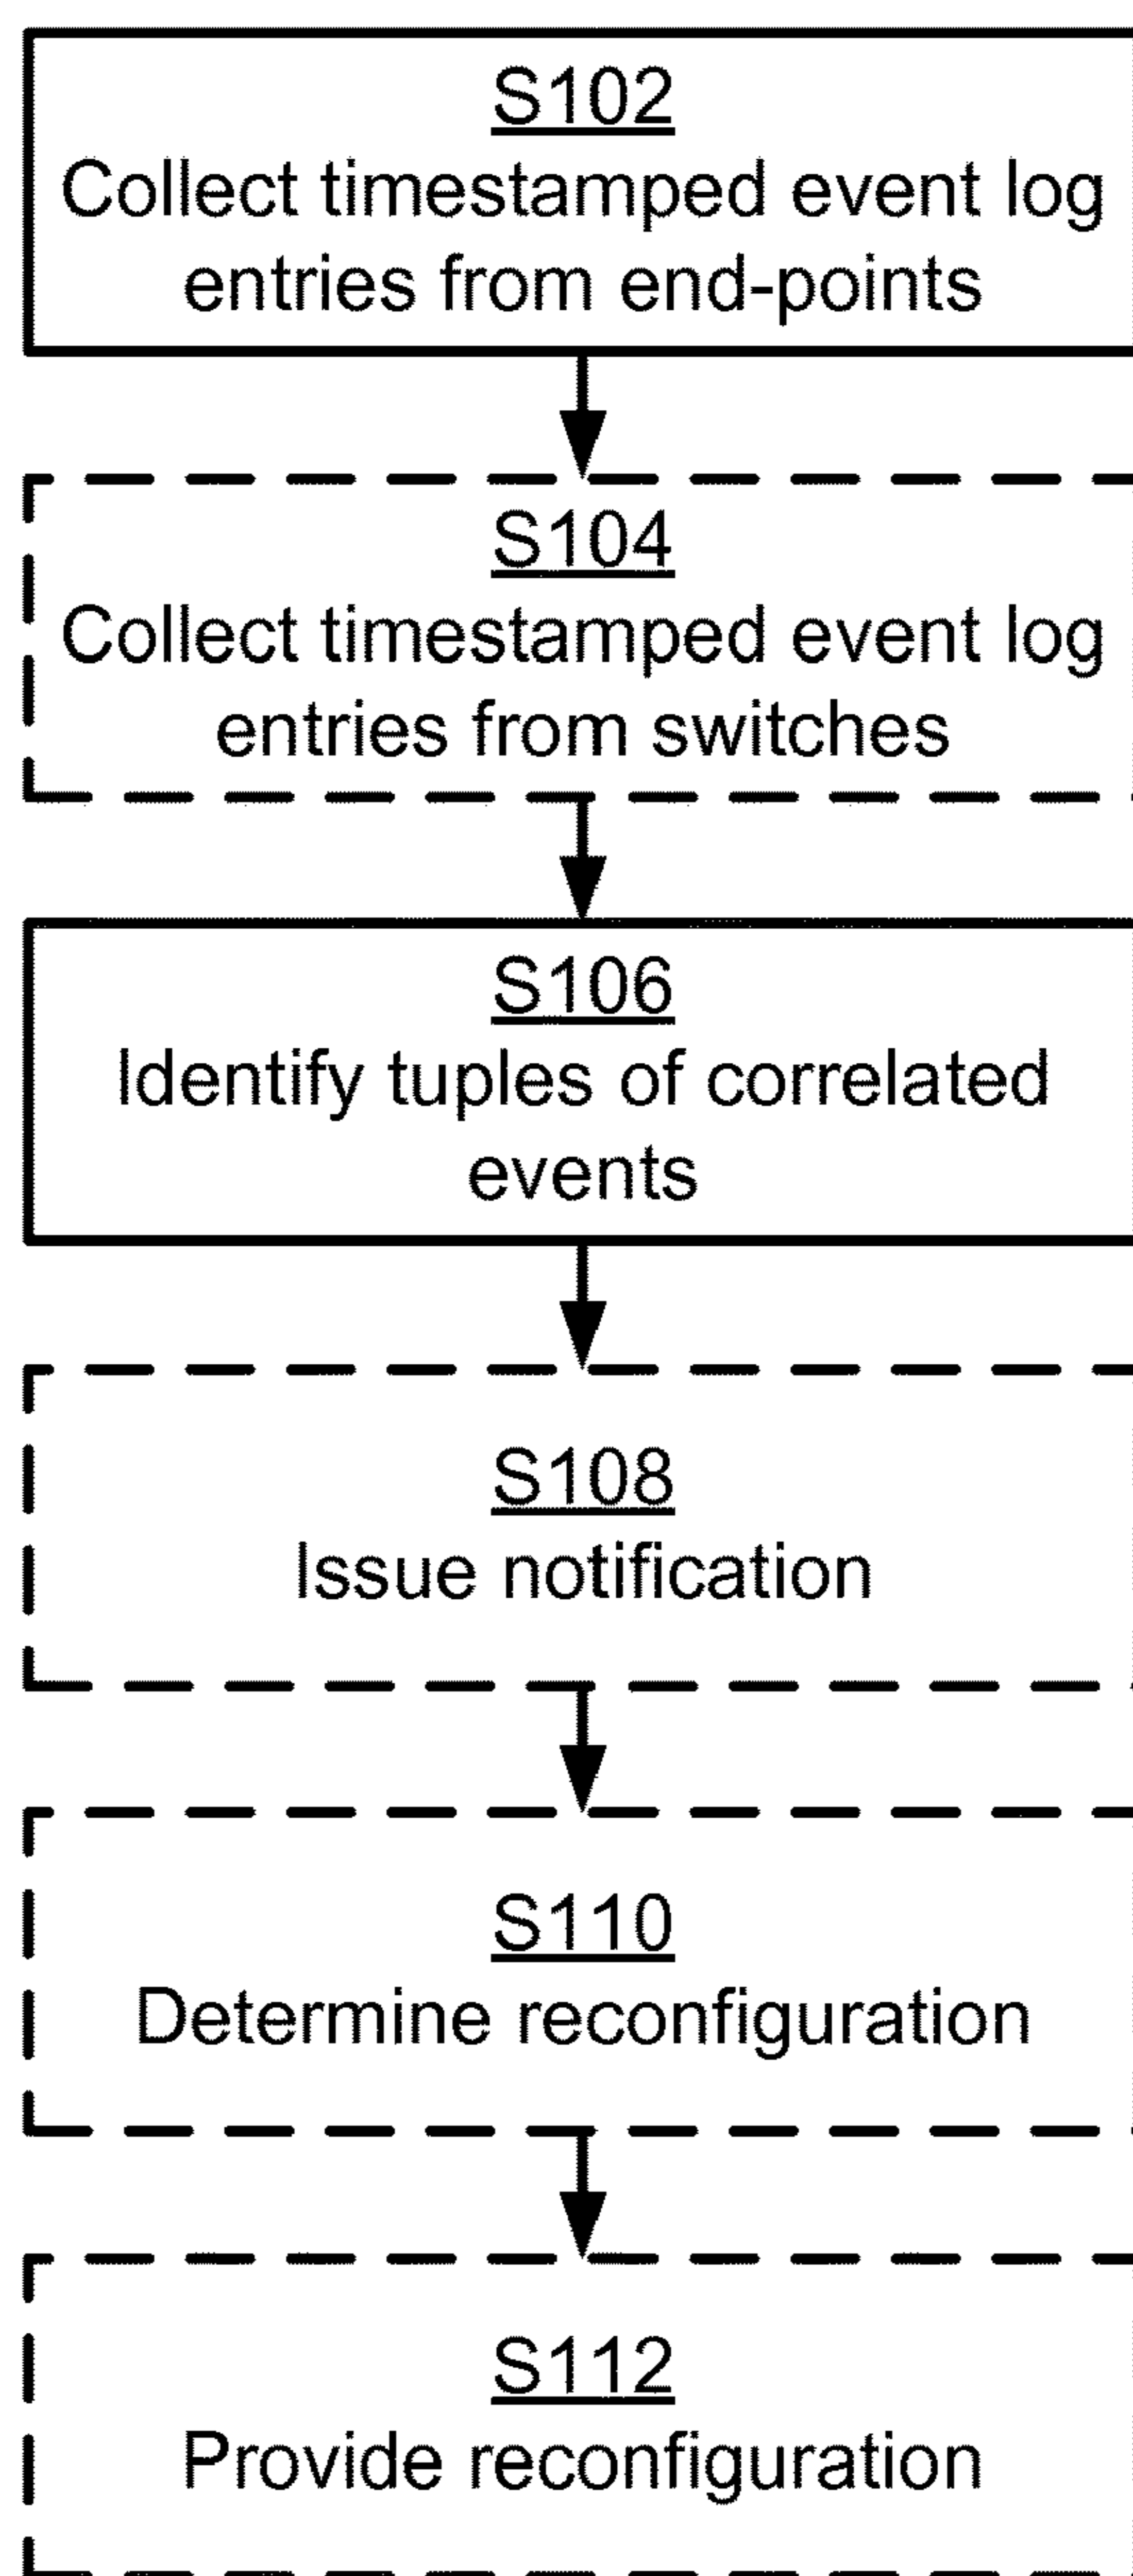 S102
Collect timestamped event log
entries from end-points
S104
Collect timestamped event log
entries from switches
S106
Identify tuples of correlated
events
S108
Issue notification
S110
Determine reconfiguration
S112
Provide reconfiguration